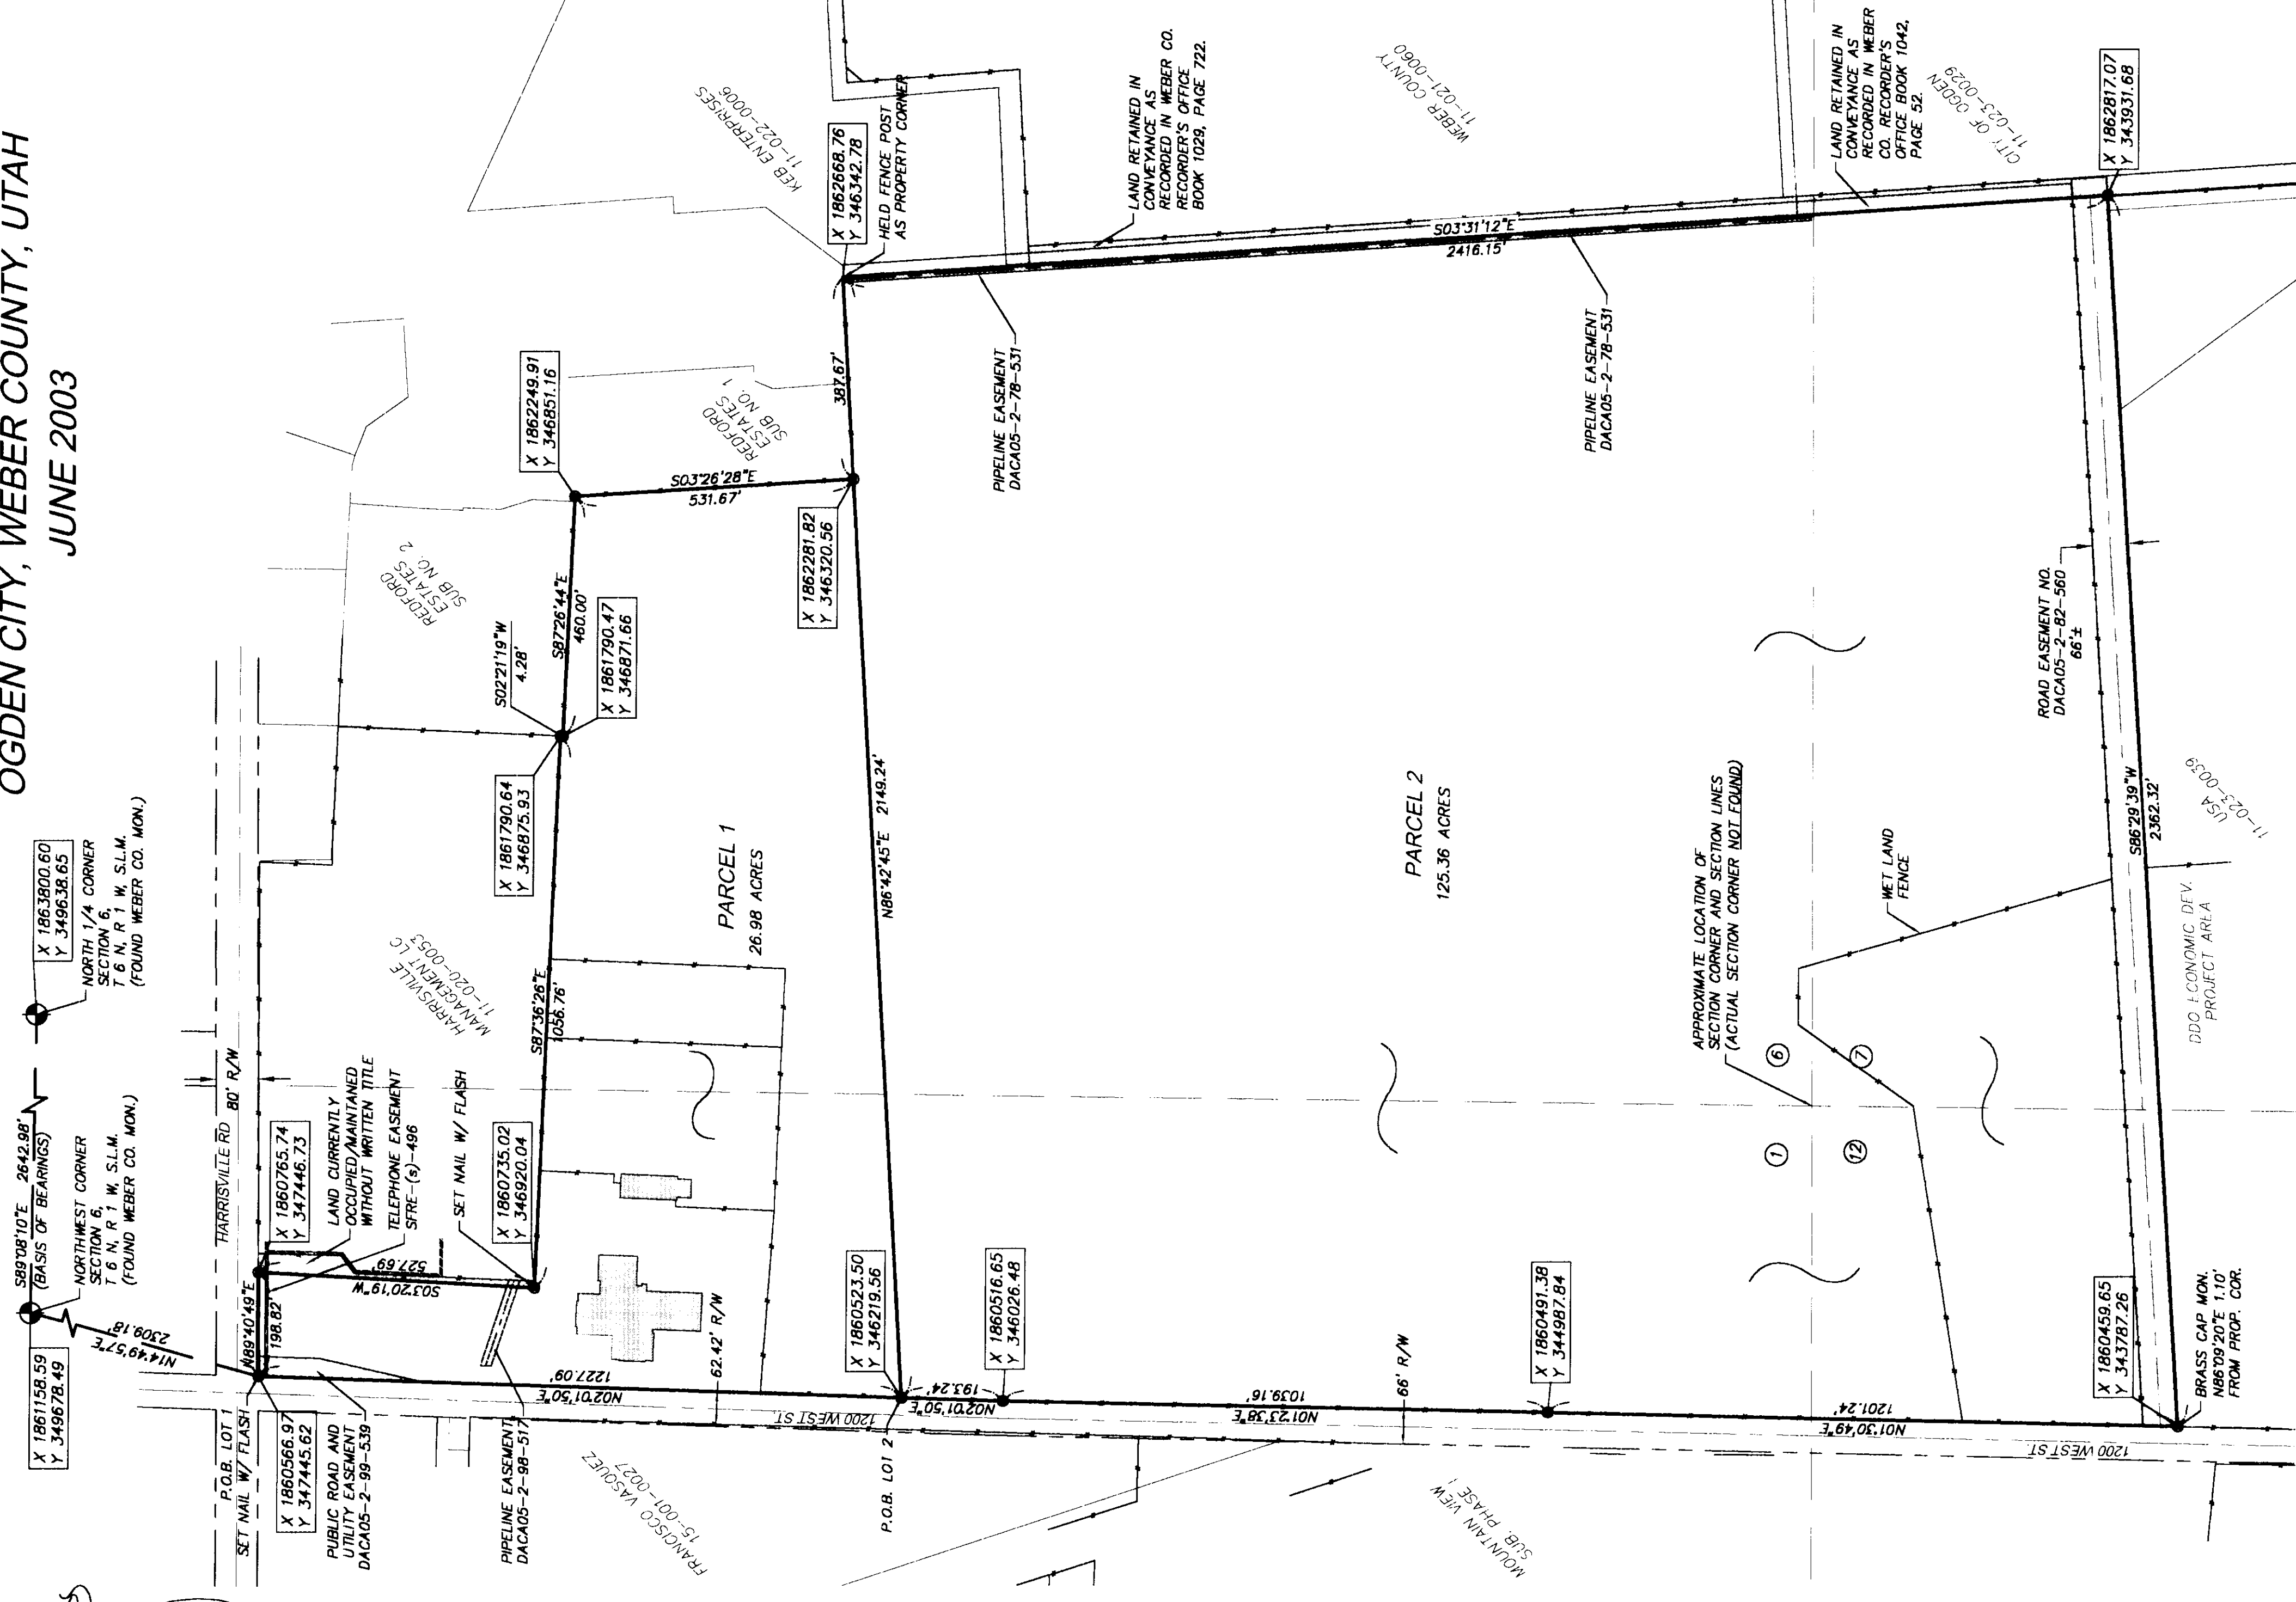 OGDEN CITY, WEBER COUNTY, UTAH
JUNE 2003
S89°08'10"E 2642.98'
(BASIS OF BEARINGS)
X 1861158.59
Y 349678.49
NORTHWEST CORNER
SECTION 6,
T 6 N, R 1 W, S.L.M.
(FOUND WEBER CO. MON.)
X 1863800.60
Y 349638.65
NORTH 1/4 CORNER
SECTION 6,
T 6 N, R 1 W, S.L.M.
(FOUND WEBER CO. MON.)
N14°49'57"E
2309.18'
P.O.B. LOT 1
SET NAIL W/ FLASH
HARRISVILLE RD
80' R/W
X 1860566.97
Y 347445.62
N89°40'49"E
198.82'
X 1860765.74
Y 347446.73
LAND CURRENTLY
OCCUPIED/MAINTAINED
WITHOUT WRITTEN TITLE
TELEPHONE EASEMENT
SFRE-(s)-496
SET NAIL W/ FLASH
PUBLIC ROAD AND
UTILITY EASEMENT
DACA05-2-99-539
S03°20'19"W
527.69'
X 1860735.02
Y 346920.04
HARRISVILLE
MANAGEMENT LC
11-020-0053
S87°36'26"E
1056.76'
X 1861790.64
Y 346875.93
S02°21'19"W
4.28'
X 1861790.47
Y 346871.66
S87°26'44"E
460.00'
REDFORD
ESTATES
SUB NO. 2
X 1862249.91
Y 346851.16
S03°26'28"E
531.67'
REDFORD
ESTATES
SUB NO. 1
X 1862281.82
Y 346320.56
387.67'
KEB ENTERPRISES
11-022-0006
X 1862668.76
Y 346342.78
HELD FENCE POST
AS PROPERTY CORNER
PIPELINE EASEMENT
DACA05-2-98-517
FRANCISCO VASQUEZ
15-001-0027
N02°01'50"E
1227.09'
62.42' R/W
1200 WEST ST.
PARCEL 1
26.98 ACRES
P.O.B. LOT 2
X 1860523.50
Y 346219.56
N86°42'45"E 2149.24'
N02°01'50"E
193.24'
X 1860516.65
Y 346026.48
PIPELINE EASEMENT
DACA05-2-78-531
LAND RETAINED IN
CONVEYANCE AS
RECORDED IN WEBER CO.
RECORDER'S OFFICE
BOOK 1029, PAGE 722.
N01°23'38"E
1039.16'
66' R/W
PARCEL 2
125.36 ACRES
S03°31'12"E
2416.15'
WEBER COUNTY
11-021-0060
MOUNTAIN VIEW
SUB. PHASE 1
X 1860491.38
Y 344987.84
PIPELINE EASEMENT
DACA05-2-78-531
APPROXIMATE LOCATION OF
SECTION CORNER AND SECTION LINES
(ACTUAL SECTION CORNER NOT FOUND)
1
6
12
7
WET LAND
FENCE
LAND RETAINED IN
CONVEYANCE AS
RECORDED IN WEBER
CO. RECORDER'S
OFFICE BOOK 1042,
PAGE 52.
CITY OF OGDEN
11-023-0029
N01°30'49"E
1201.24'
1200 WEST ST.
ROAD EASEMENT NO.
DACA05-2-82-560
66'±
X 1862817.07
Y 343931.68
X 1860459.65
Y 343787.26
S86°29'39"W
2362.32'
BRASS CAP MON.
N86°09'20"E 1.10'
FROM PROP. COR.
DDO ECONOMIC DEV.
PROJECT AREA
USA
11-023-0039